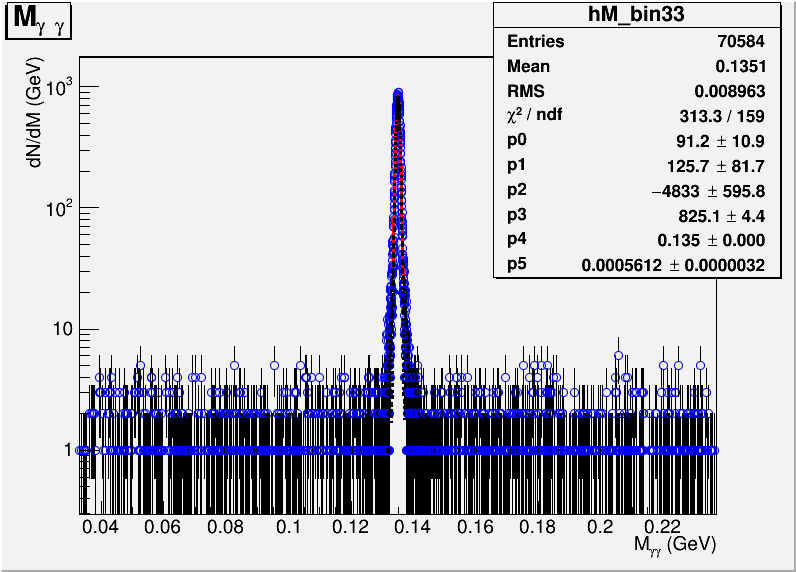 M_γ γ
hM_bin33
Entries 70584
Mean 0.1351
RMS 0.008963
χ² / ndf 313.3 / 159
p0 91.2 ± 10.9
p1 125.7 ± 81.7
p2 −4833 ± 595.8
p3 825.1 ± 4.4
p4 0.135 ± 0.000
p5 0.0005612 ± 0.0000032
dN/dM (GeV)
10³
10²
10
1
0.04 0.06 0.08 0.1 0.12 0.14 0.16 0.18 0.2 0.22
M_γγ (GeV)